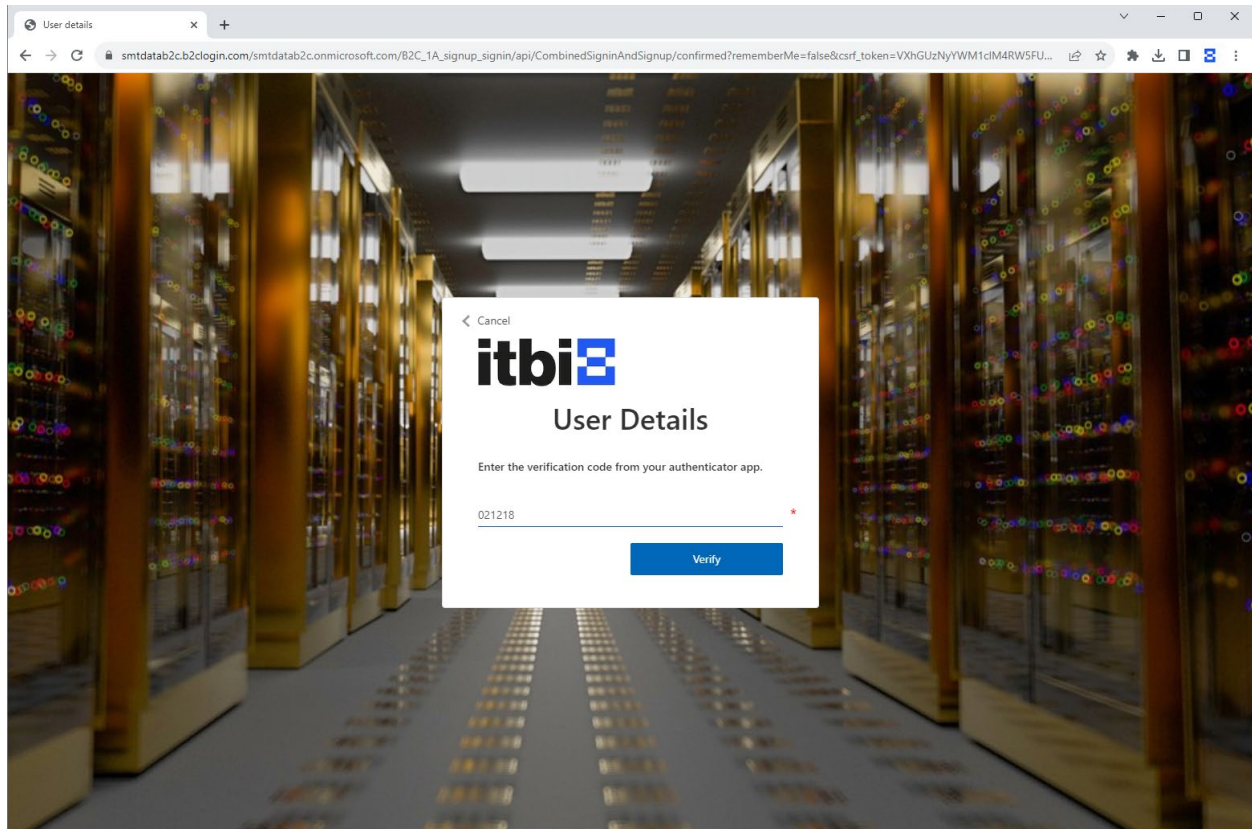 User details
smtdatab2c.b2clogin.com/smtdatab2c.onmicrosoft.com/B2C_1A_signup_signin/api/CombinedSigninAndSignup/confirmed?rememberMe=false&csrf_token=VXhGUzNyYWM1clM4RW5FU...
Cancel
itbi
User Details
Enter the verification code from your authenticator app.
021218 *
Verify